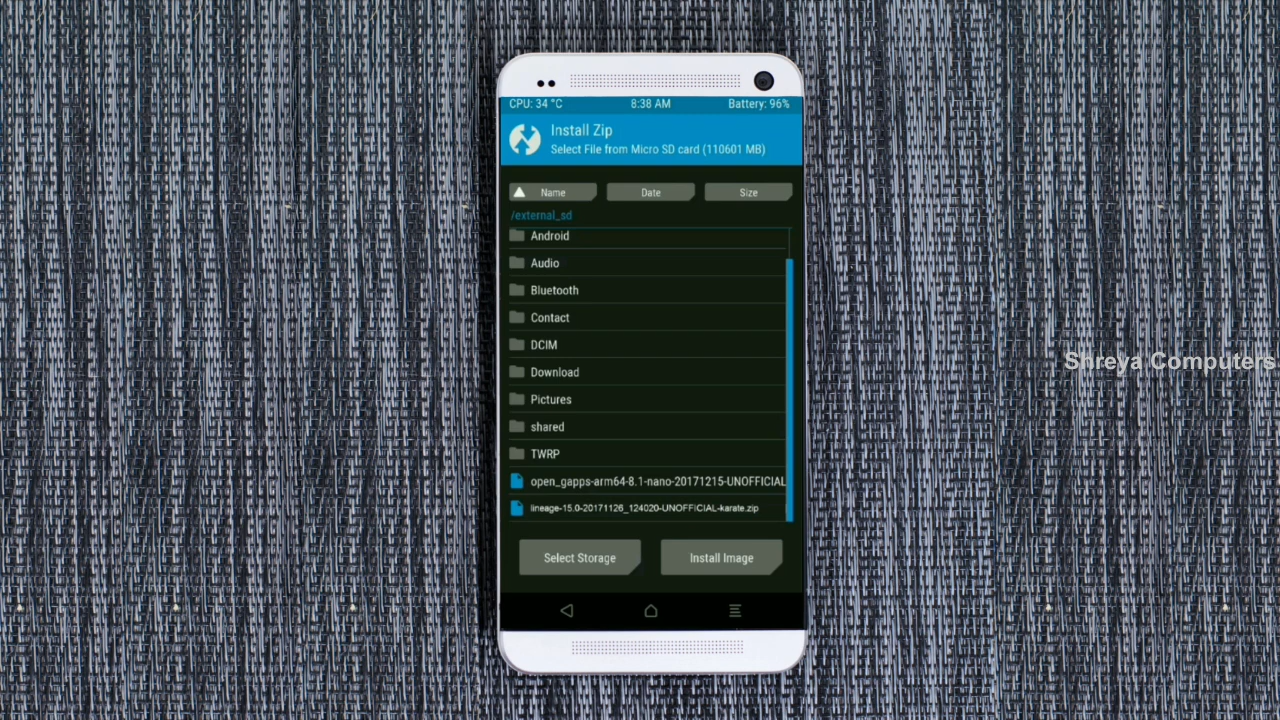 CPU: 34 °C 8:38 AM Battery: 96%
Install Zip
Select File from Micro SD card (110601 MB)
Name Date Size
/external_sd
Android
Audio
Bluetooth
Contact
DCIM
Download
Pictures
shared
TWRP
open_gapps-arm64-8.1-nano-20171215-UNOFFICIAL
lineage-15.0-20171126_124020-UNOFFICIAL-karate.zip
Select Storage Install Image
Shreya Computers